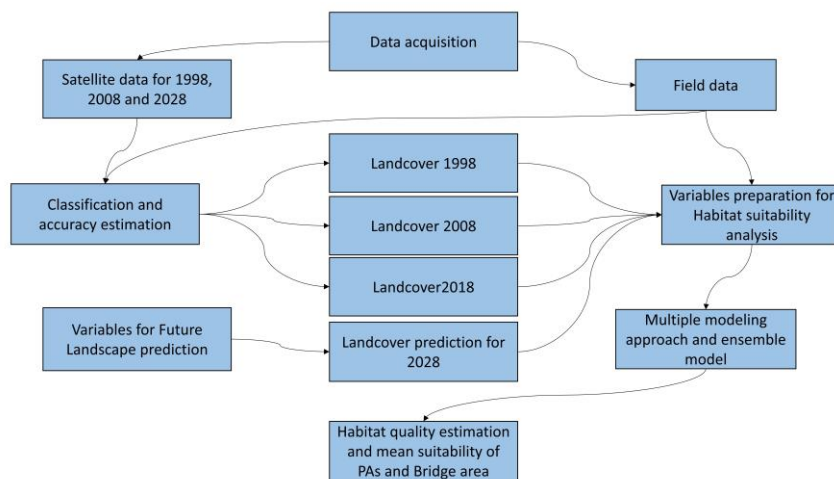 Data acquisition
Satellite data for 1998,
2008 and 2028
Field data
Landcover 1998
Classification and
accuracy estimation
Variables preparation for
Habitat suitability
analysis
Landcover 2008
Landcover2018
Variables for Future
Landscape prediction
Landcover prediction for
2028
Multiple modeling
approach and ensemble
model
Habitat quality estimation
and mean suitability of
PAs and Bridge area